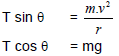 T sin θ = m.v² / r
T cos θ = mg